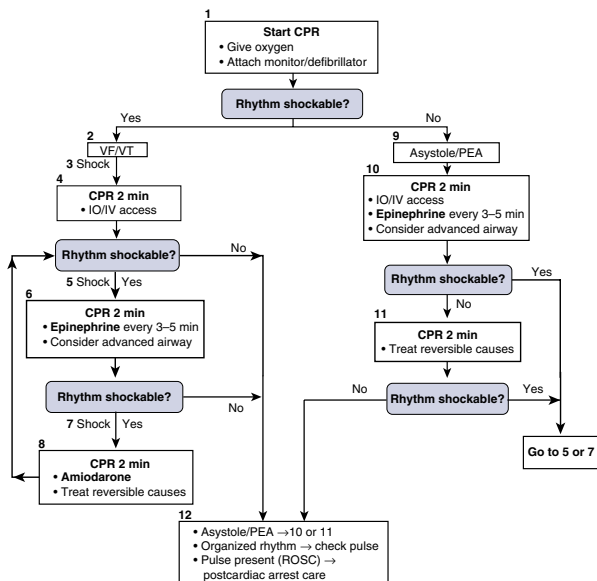 1
Start CPR
• Give oxygen
• Attach monitor/defibrillator
Rhythm shockable?
Yes
No
2
VF/VT
3 Shock
4
CPR 2 min
• IO/IV access
Rhythm shockable?
No
5 Shock Yes
6
CPR 2 min
• Epinephrine every 3–5 min
• Consider advanced airway
Rhythm shockable?
No
7 Shock Yes
8
CPR 2 min
• Amiodarone
• Treat reversible causes
9
Asystole/PEA
10
CPR 2 min
• IO/IV access
• Epinephrine every 3–5 min
• Consider advanced airway
Rhythm shockable?
Yes
No
11
CPR 2 min
• Treat reversible causes
No
Rhythm shockable?
Yes
Go to 5 or 7
12
• Asystole/PEA →10 or 11
• Organized rhythm → check pulse
• Pulse present (ROSC) →
postcardiac arrest care